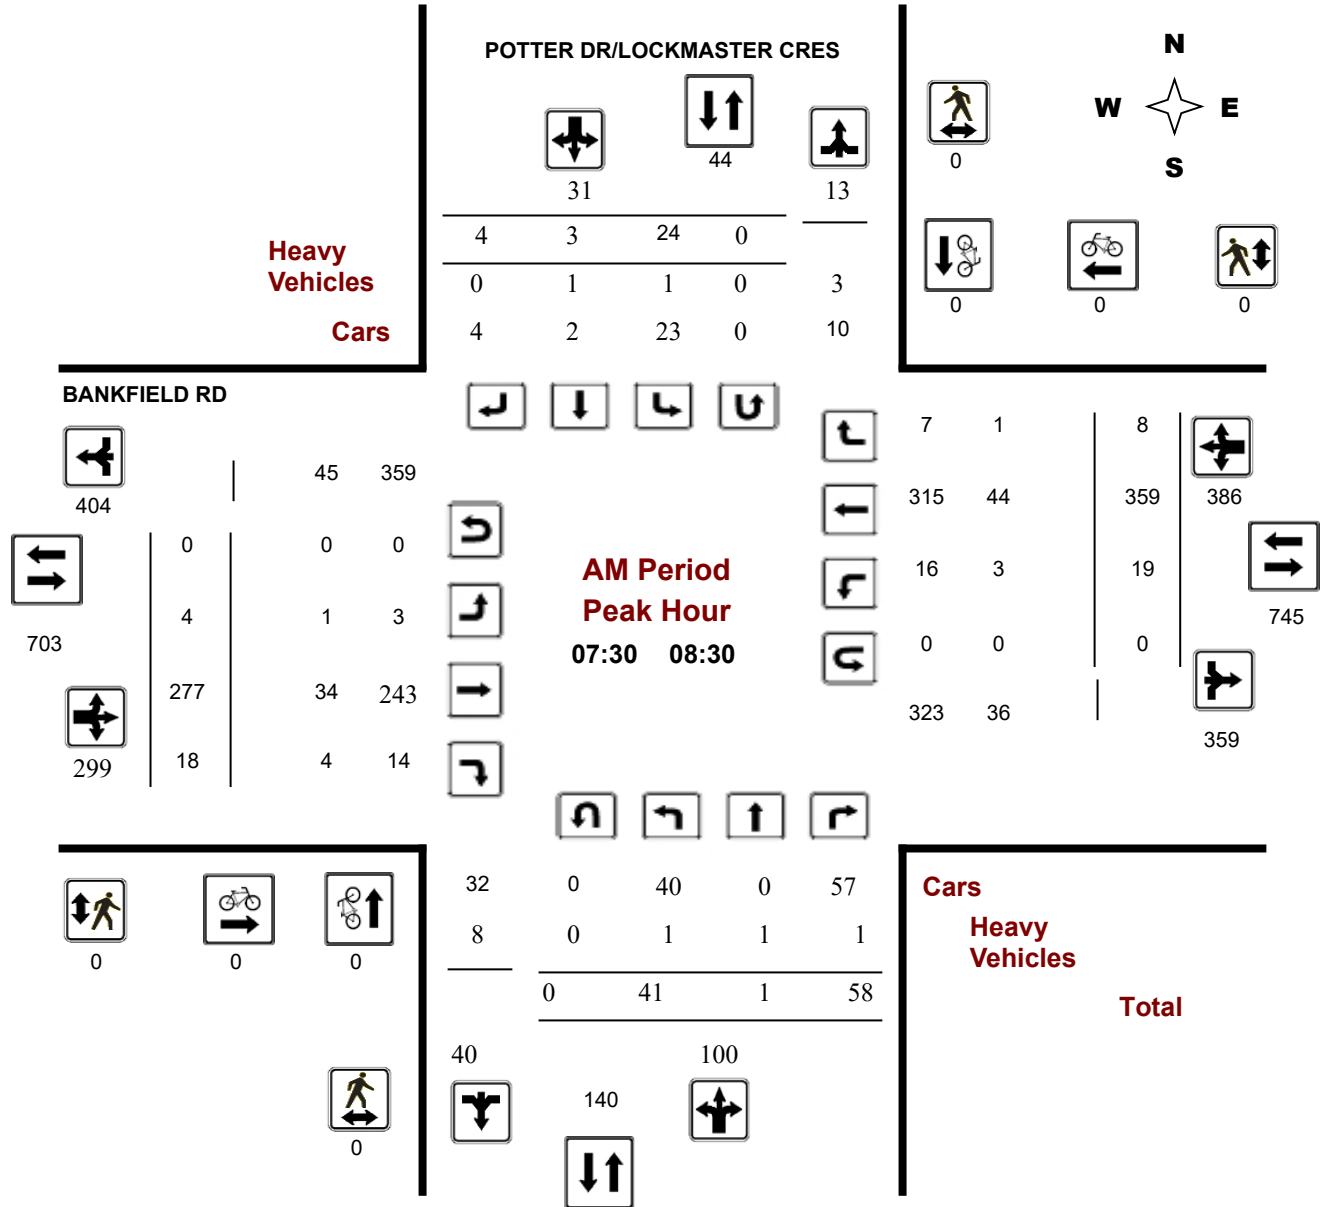 POTTER DR/LOCKMASTER CRES
N
W E
S
44
0
31 13
4 3 24 0
Heavy
Vehicles
0 1 1 0 3
0 0 0
Cars
4 2 23 0 10
BANKFIELD RD
7 1 8
45 359
404
315 44 359 386
0 0 0
AM Period
16 3 19
Peak Hour
4 1 3
745
703
07:30 08:30
0 0 0
277 34 243
323 36
359
299 18 4 14
32 0 40 0 57
Cars
8 0 1 1 1
Heavy
Vehicles
0 0 0
0 41 1 58
Total
40 100
140
0